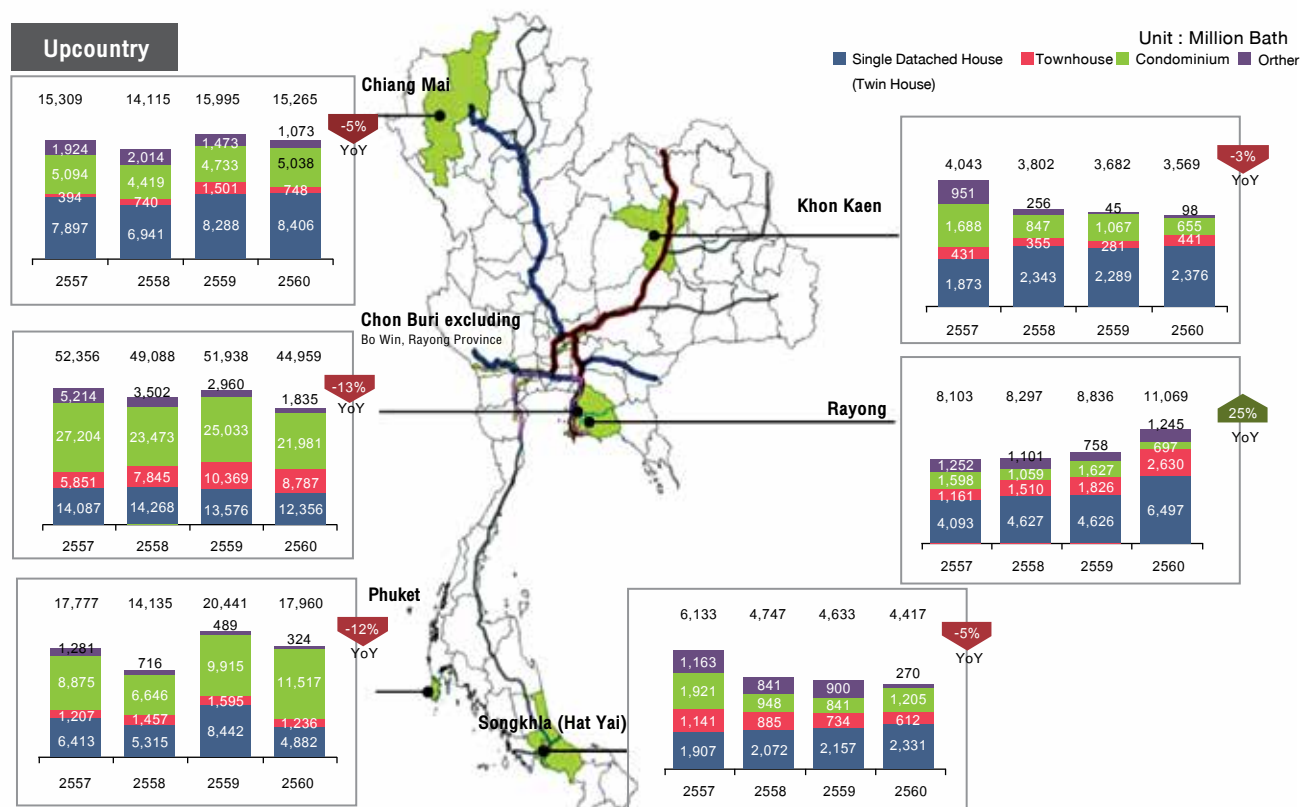 Upcountry
Unit : Million Bath
Single Datached House
(Twin House)
Townhouse
Condominium
Orther
Chiang Mai
15,309 14,115 15,995 15,265
-5%
YoY
1,924 2,014 1,473 1,073
5,094 4,419 4,733 5,038
394 740 1,501 748
7,897 6,941 8,288 8,406
2557 2558 2559 2560
Khon Kaen
4,043 3,802 3,682 3,569
-3%
YoY
951 256 45 98
1,688 847 1,067 655
431 355 281 441
1,873 2,343 2,289 2,376
2557 2558 2559 2560
Chon Buri excluding
Bo Win, Rayong Province
52,356 49,088 51,938 44,959
-13%
YoY
5,214 3,502 2,960 1,835
27,204 23,473 25,033 21,981
5,851 7,845 10,369 8,787
14,087 14,268 13,576 12,356
2557 2558 2559 2560
Rayong
8,103 8,297 8,836 11,069
25%
YoY
1,252 1,101 758 1,245
1,598 1,059 1,627 697
1,161 1,510 1,826 2,630
4,093 4,627 4,626 6,497
2557 2558 2559 2560
Phuket
17,777 14,135 20,441 17,960
-12%
YoY
1,281 716 489 324
8,875 6,646 9,915 11,517
1,207 1,457 1,595 1,236
6,413 5,315 8,442 4,882
2557 2558 2559 2560
Songkhla (Hat Yai)
6,133 4,747 4,633 4,417
-5%
YoY
1,163 841 900 270
1,921 948 841 1,205
1,141 885 734 612
1,907 2,072 2,157 2,331
2557 2558 2559 2560